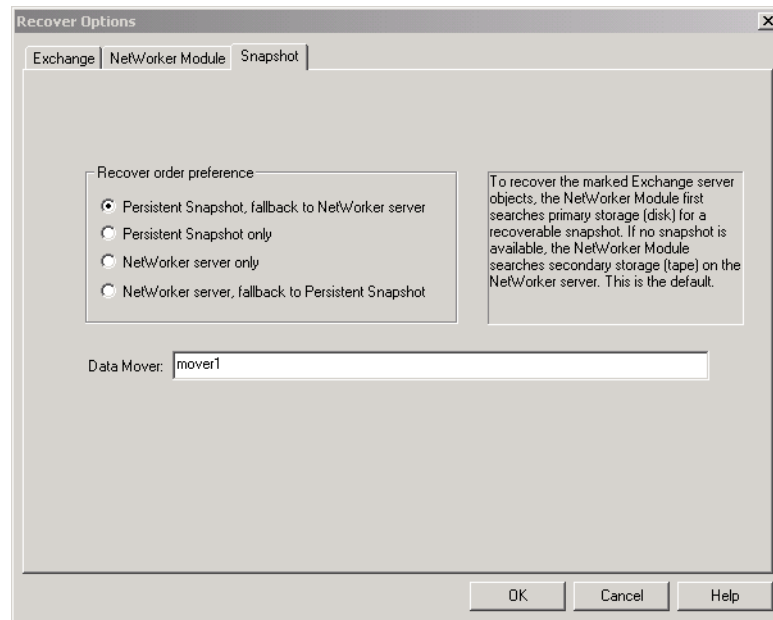 Recover Options
Exchange
NetWorker Module
Snapshot
Recover order preference
Persistent Snapshot, fallback to NetWorker server
Persistent Snapshot only
NetWorker server only
NetWorker server, fallback to Persistent Snapshot
To recover the marked Exchange server
objects, the NetWorker Module first
searches primary storage (disk) for a
recoverable snapshot. If no snapshot is
available, the NetWorker Module
searches secondary storage (tape) on the
NetWorker server. This is the default.
Data Mover: mover1
OK
Cancel
Help